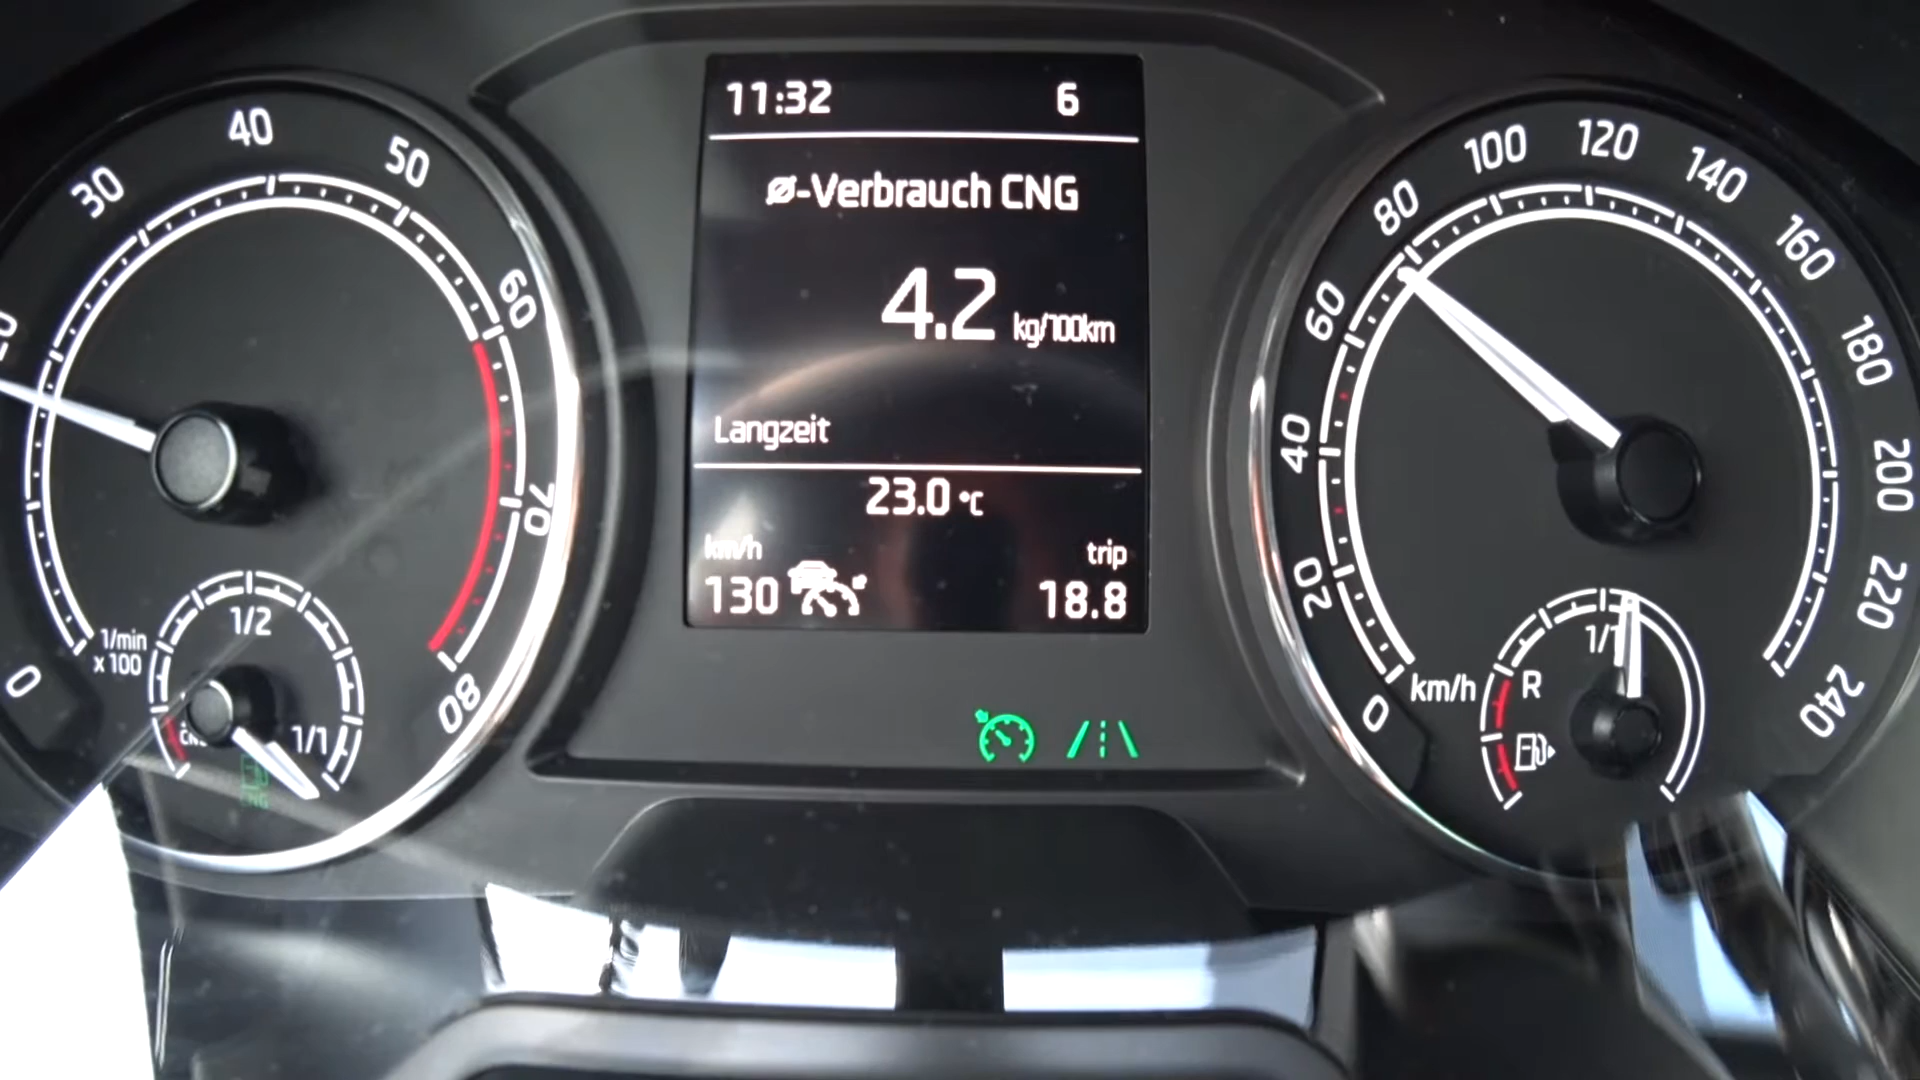 11:32 6
ø-Verbrauch CNG
4.2 kg/100km
Langzeit
23.0 °C
km/h trip
130 18.8
0
30
40
50
60
70
80
1/min
x 100
1/2
1/1
0
20
40
60
80
100
120
140
160
180
200
220
240
km/h
1/1
R